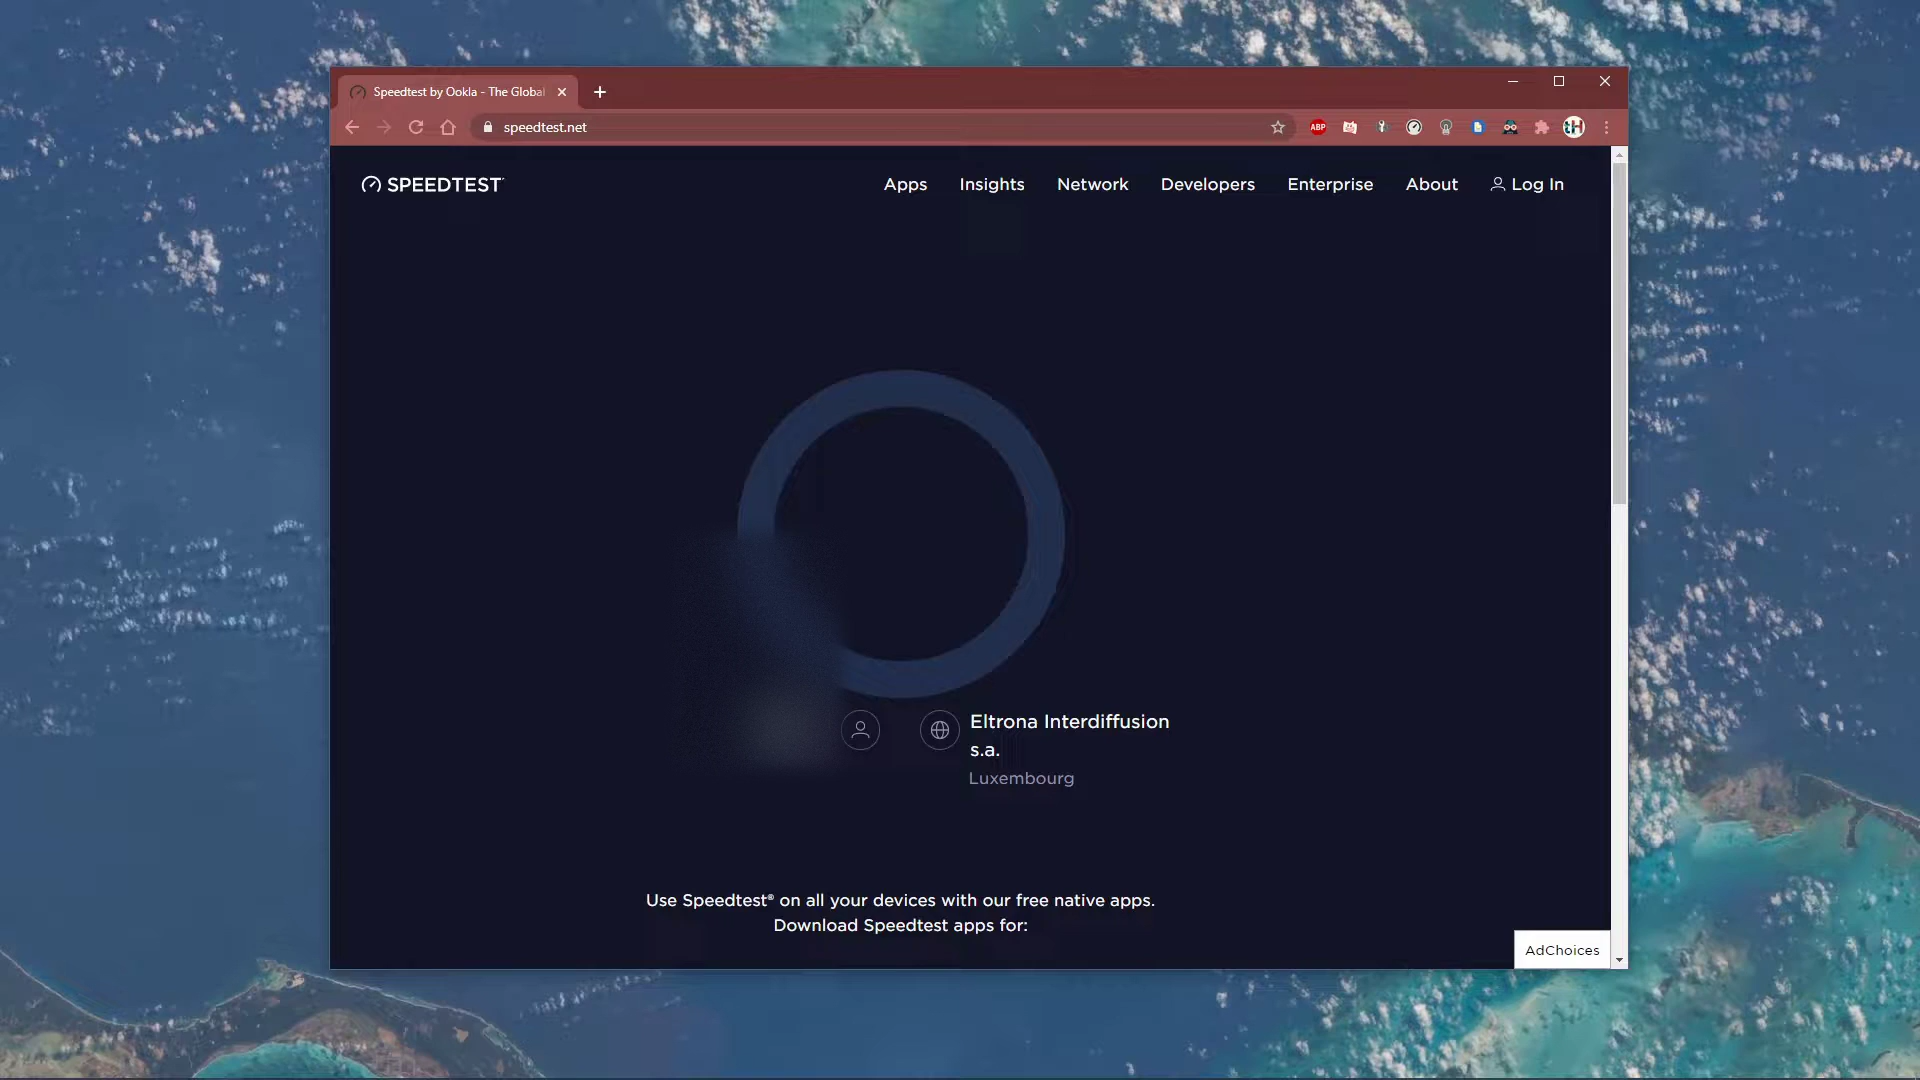 Speedtest by Ookla - The Global
speedtest.net
ABP
SPEEDTEST
Apps
Insights
Network
Developers
Enterprise
About
Log In
Eltrona Interdiffusion
s.a.
Luxembourg
Use Speedtest® on all your devices with our free native apps.
Download Speedtest apps for:
AdChoices